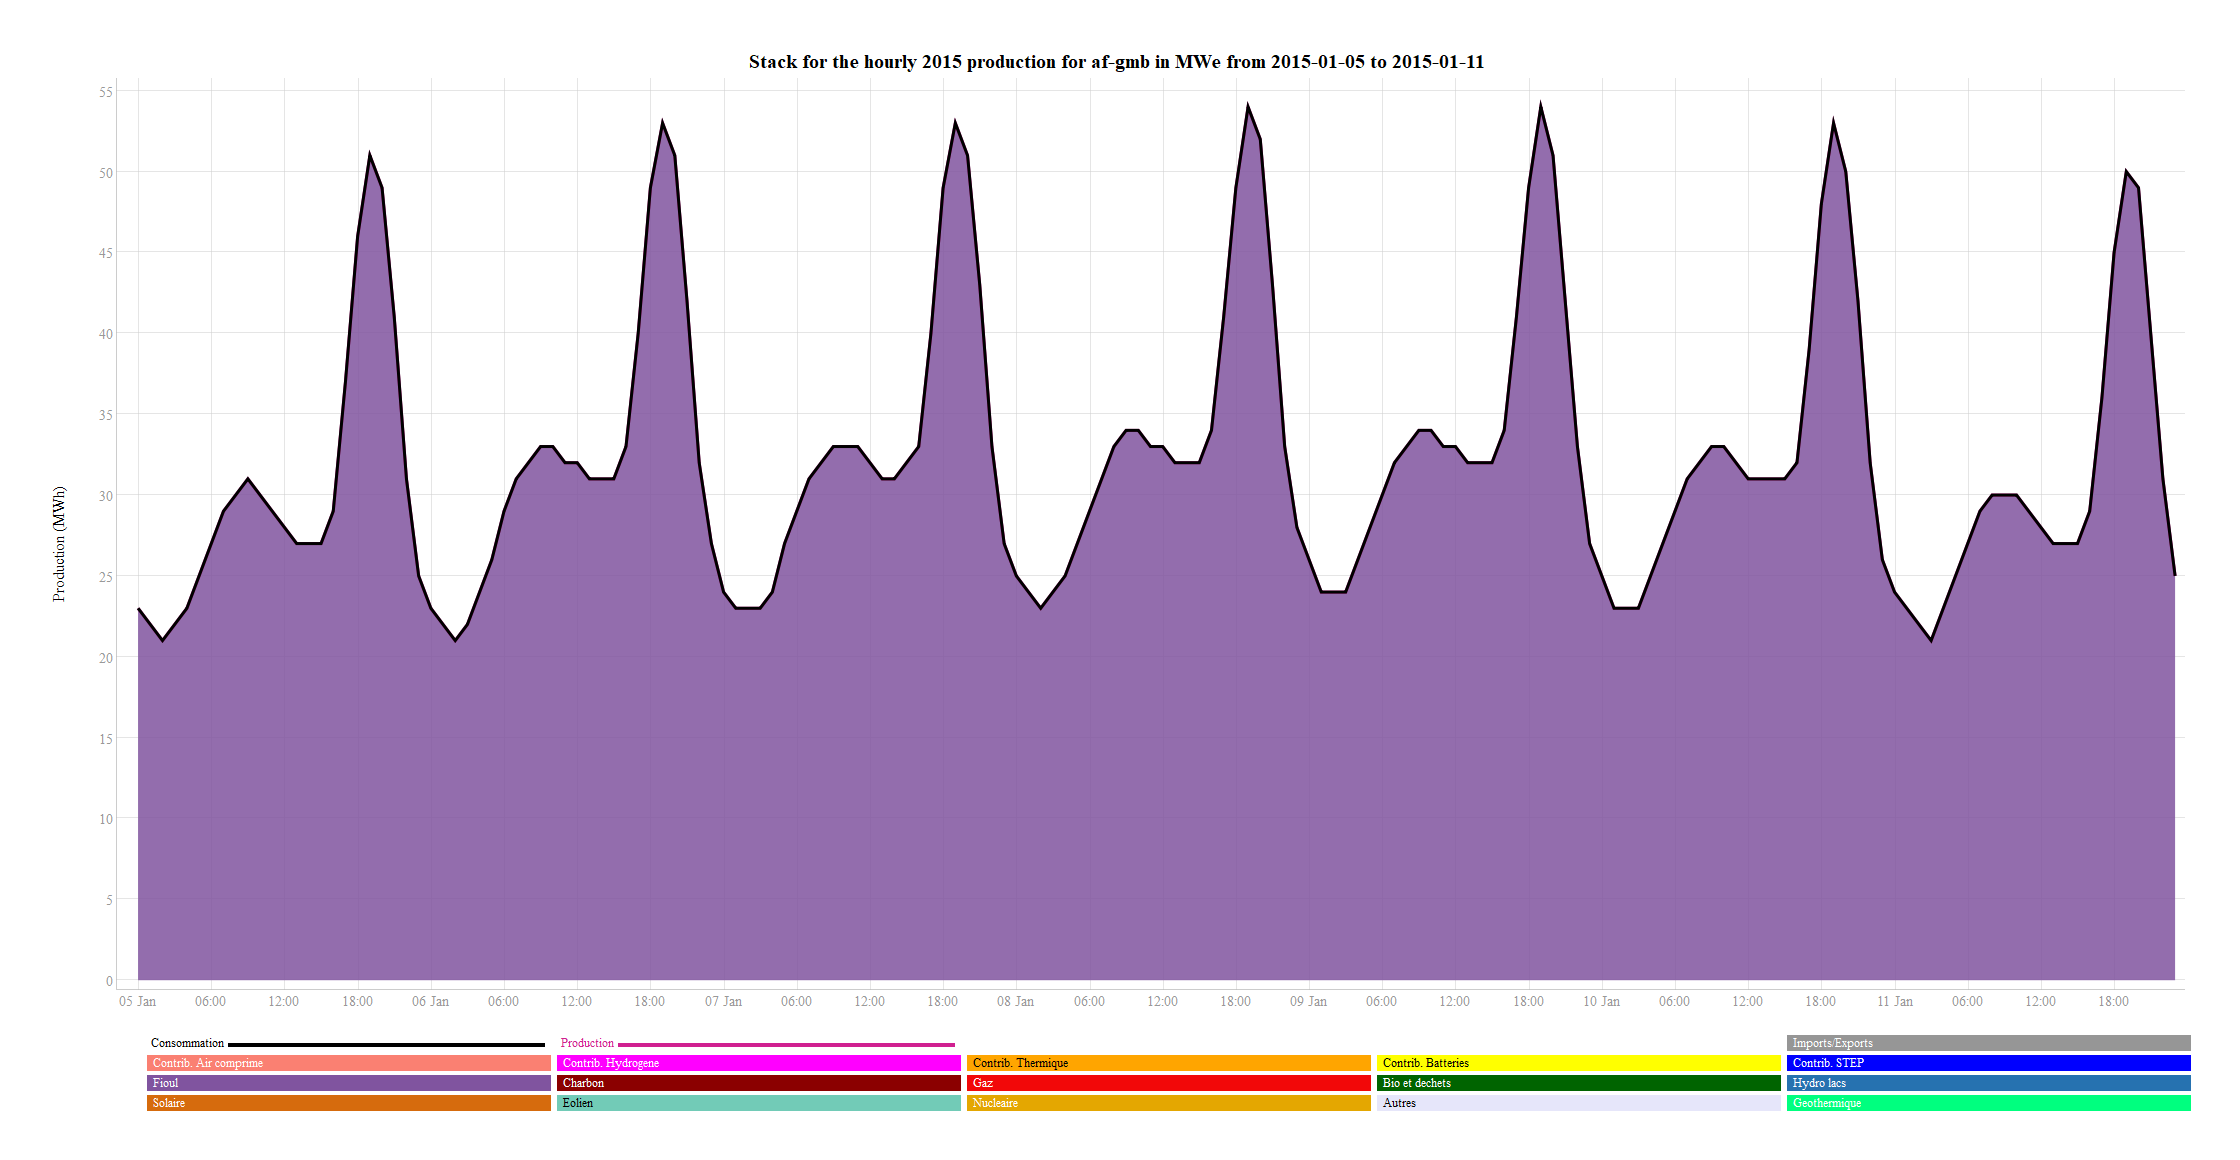 Stack for the hourly 2015 production for af-gmb in MWe from 2015-01-05 to 2015-01-11
55
50
45
40
35
30
25
20
15
10
5
0
Production (MWh)
05 Jan 06:00 12:00 18:00 06 Jan 06:00 12:00 18:00 07 Jan 06:00 12:00 18:00 08 Jan 06:00 12:00 18:00 09 Jan 06:00 12:00 18:00 10 Jan 06:00 12:00 18:00 11 Jan 06:00 12:00 18:00
Consommation Production Imports/Exports
Contrib. Air comprime Contrib. Hydrogene Contrib. Thermique Contrib. Batteries Contrib. STEP
Fioul Charbon Gaz Bio et dechets Hydro lacs
Solaire Eolien Nucleaire Autres Geothermique